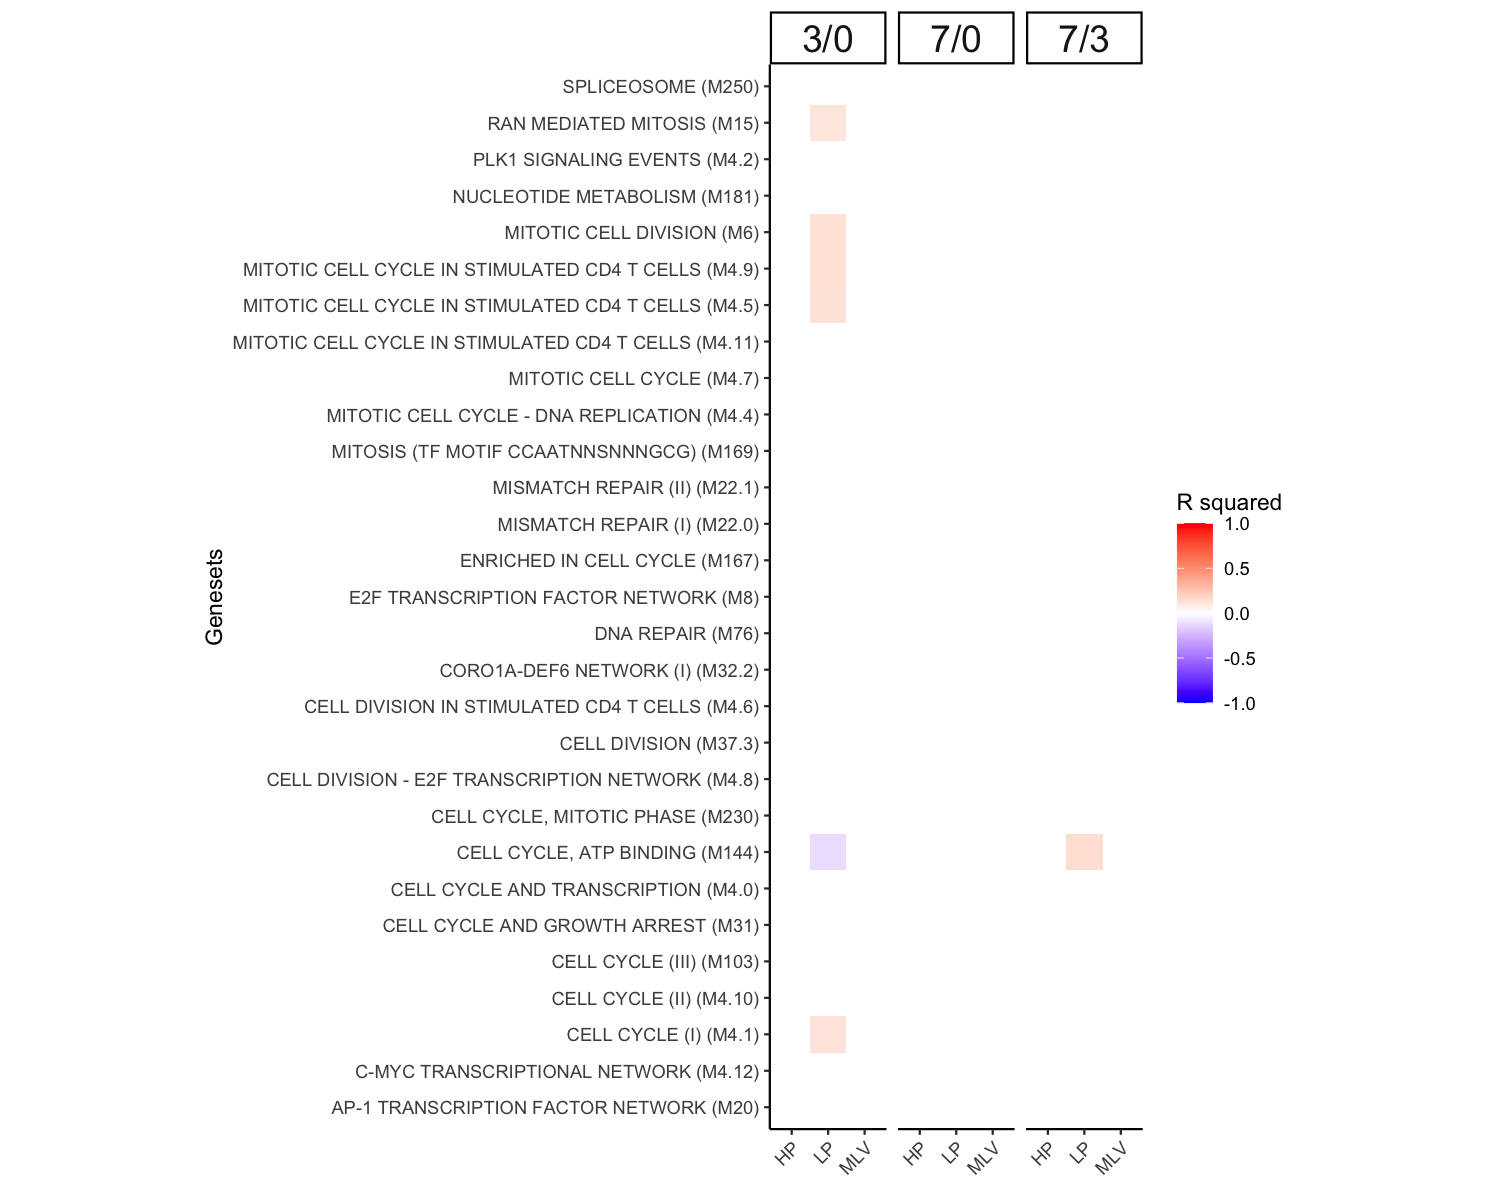 3/0 7/0 7/3
SPLICEOSOME (M250)
RAN MEDIATED MITOSIS (M15)
PLK1 SIGNALING EVENTS (M4.2)
NUCLEOTIDE METABOLISM (M181)
MITOTIC CELL DIVISION (M6)
MITOTIC CELL CYCLE IN STIMULATED CD4 T CELLS (M4.9)
MITOTIC CELL CYCLE IN STIMULATED CD4 T CELLS (M4.5)
MITOTIC CELL CYCLE IN STIMULATED CD4 T CELLS (M4.11)
MITOTIC CELL CYCLE (M4.7)
MITOTIC CELL CYCLE - DNA REPLICATION (M4.4)
MITOSIS (TF MOTIF CCAATNNSNNNGCG) (M169)
MISMATCH REPAIR (II) (M22.1)
MISMATCH REPAIR (I) (M22.0)
ENRICHED IN CELL CYCLE (M167)
E2F TRANSCRIPTION FACTOR NETWORK (M8)
DNA REPAIR (M76)
CORO1A-DEF6 NETWORK (I) (M32.2)
CELL DIVISION IN STIMULATED CD4 T CELLS (M4.6)
CELL DIVISION (M37.3)
CELL DIVISION - E2F TRANSCRIPTION NETWORK (M4.8)
CELL CYCLE, MITOTIC PHASE (M230)
CELL CYCLE, ATP BINDING (M144)
CELL CYCLE AND TRANSCRIPTION (M4.0)
CELL CYCLE AND GROWTH ARREST (M31)
CELL CYCLE (III) (M103)
CELL CYCLE (II) (M4.10)
CELL CYCLE (I) (M4.1)
C-MYC TRANSCRIPTIONAL NETWORK (M4.12)
AP-1 TRANSCRIPTION FACTOR NETWORK (M20)
Genesets
HP LP MLV HP LP MLV HP LP MLV
R squared
1.0
0.5
0.0
-0.5
-1.0